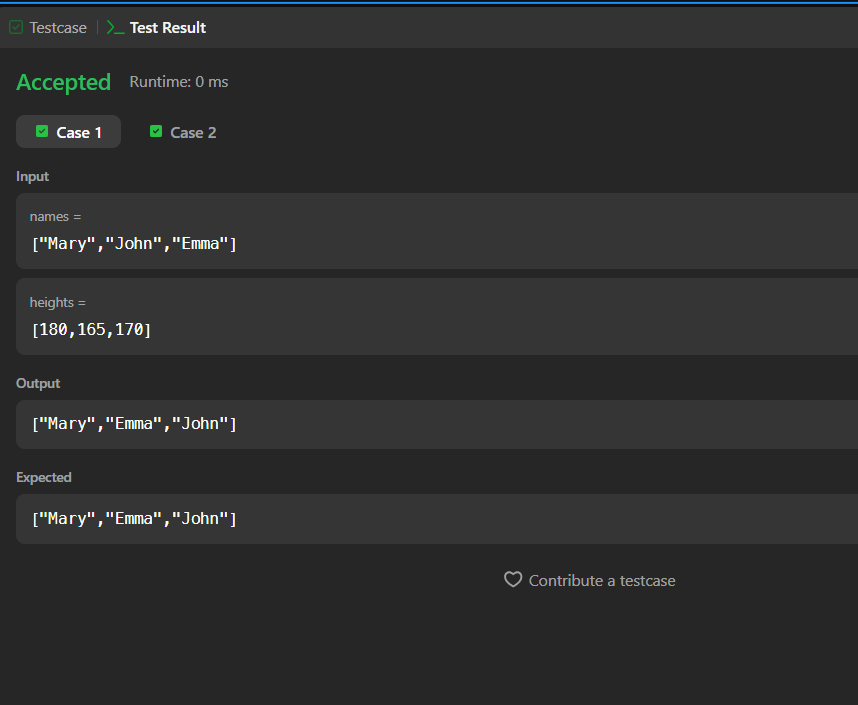 Testcase
Test Result
Accepted
Runtime: 0 ms
Case 1
Case 2
Input
names =
["Mary","John","Emma"]
heights =
[180,165,170]
Output
["Mary","Emma","John"]
Expected
["Mary","Emma","John"]
Contribute a testcase